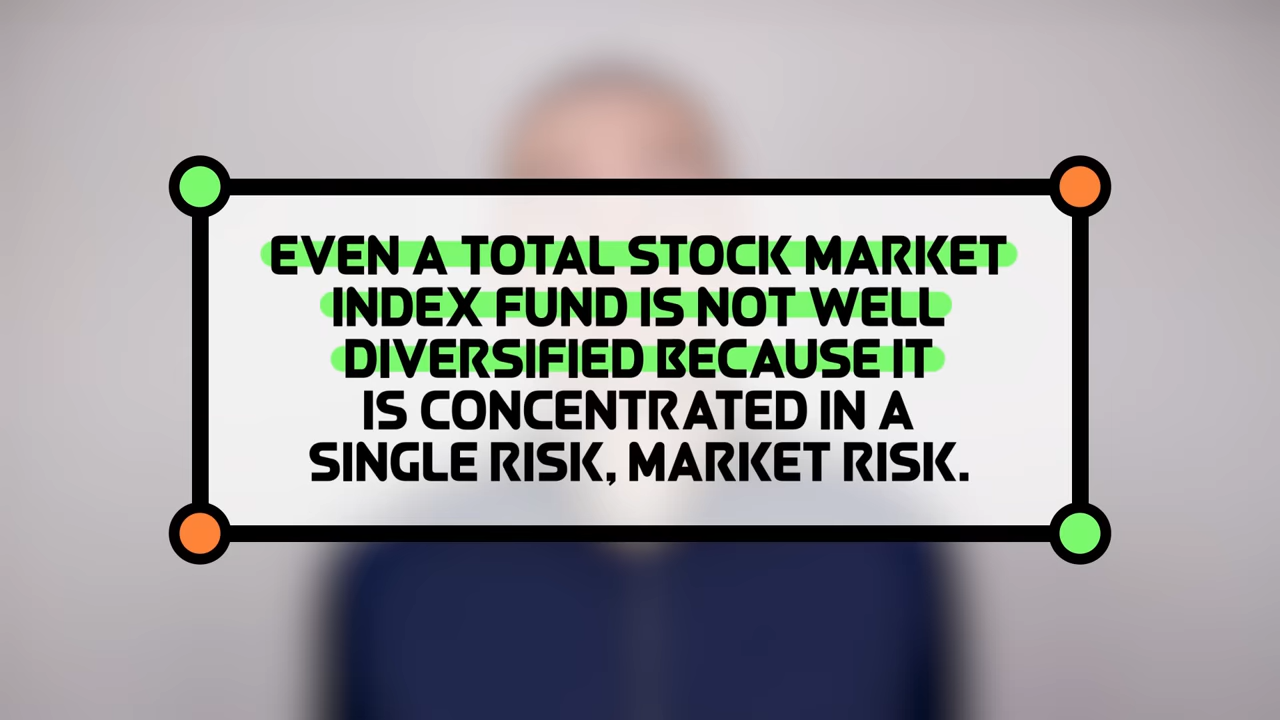 EVEN A TOTAL STOCK MARKET
INDEX FUND IS NOT WELL
DIVERSIFIED BECAUSE IT
IS CONCENTRATED IN A
SINGLE RISK, MARKET RISK.